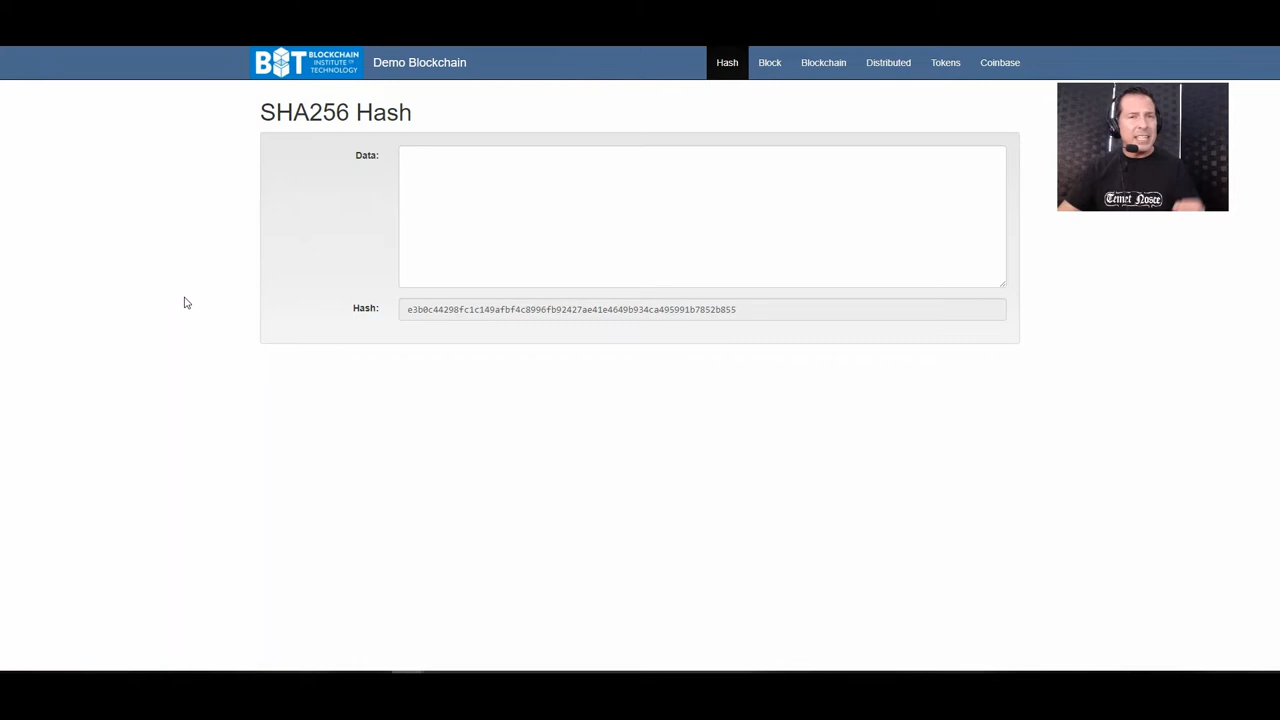 BIT BLOCKCHAIN INSTITUTE OF TECHNOLOGY
Demo Blockchain
Hash
Block
Blockchain
Distributed
Tokens
Coinbase
SHA256 Hash
Data:
Hash:
e3b0c44298fc1c149afbf4c8996fb92427ae41e4649b934ca495991b7852b855
Temet Nosce